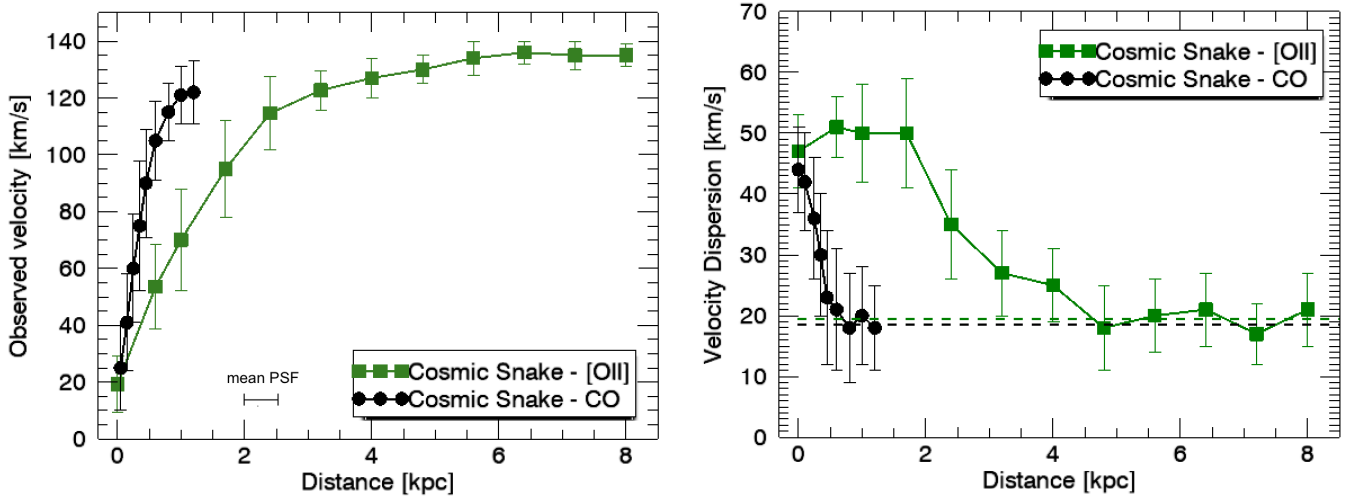 Observed velocity [km/s]
140
120
100
80
60
40
20
0
mean PSF
Cosmic Snake - [OII]
Cosmic Snake - CO
0 2 4 6 8
Distance [kpc]
Velocity Dispersion [km/s]
70
60
50
40
30
20
10
0
Cosmic Snake - [OII]
Cosmic Snake - CO
0 2 4 6 8
Distance [kpc]